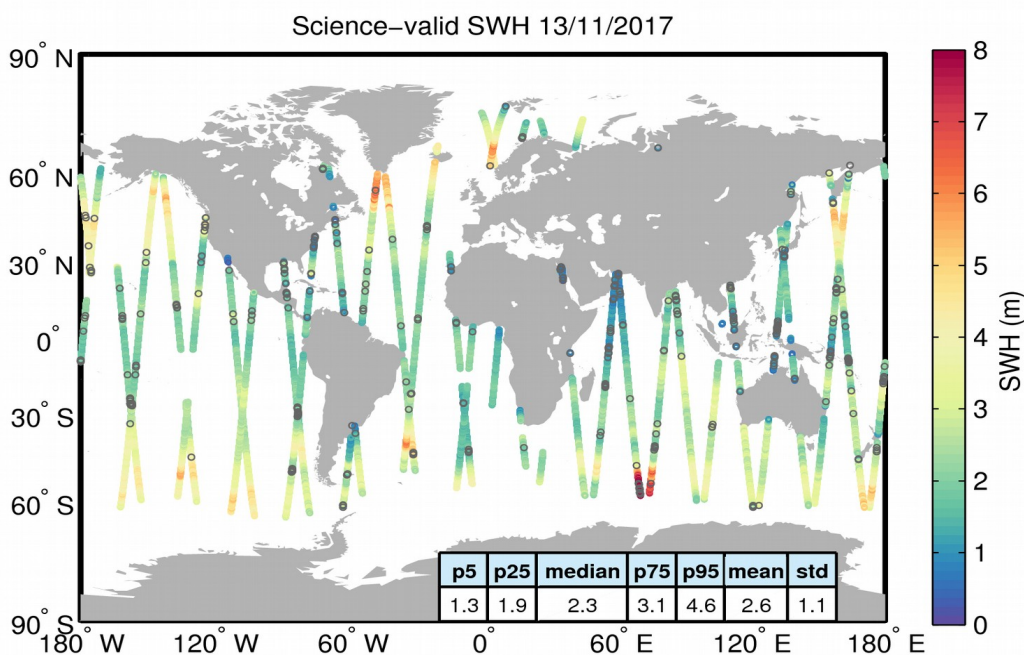 Science–valid SWH 13/11/2017
90° N
60° N
30° N
0°
30° S
60° S
90° S
180° W
120° W
60° W
0°
60° E
120° E
180° E
p5 p25 median p75 p95 mean std
1.3 1.9 2.3 3.1 4.6 2.6 1.1
8
7
6
5
4
3
2
1
0
SWH (m)